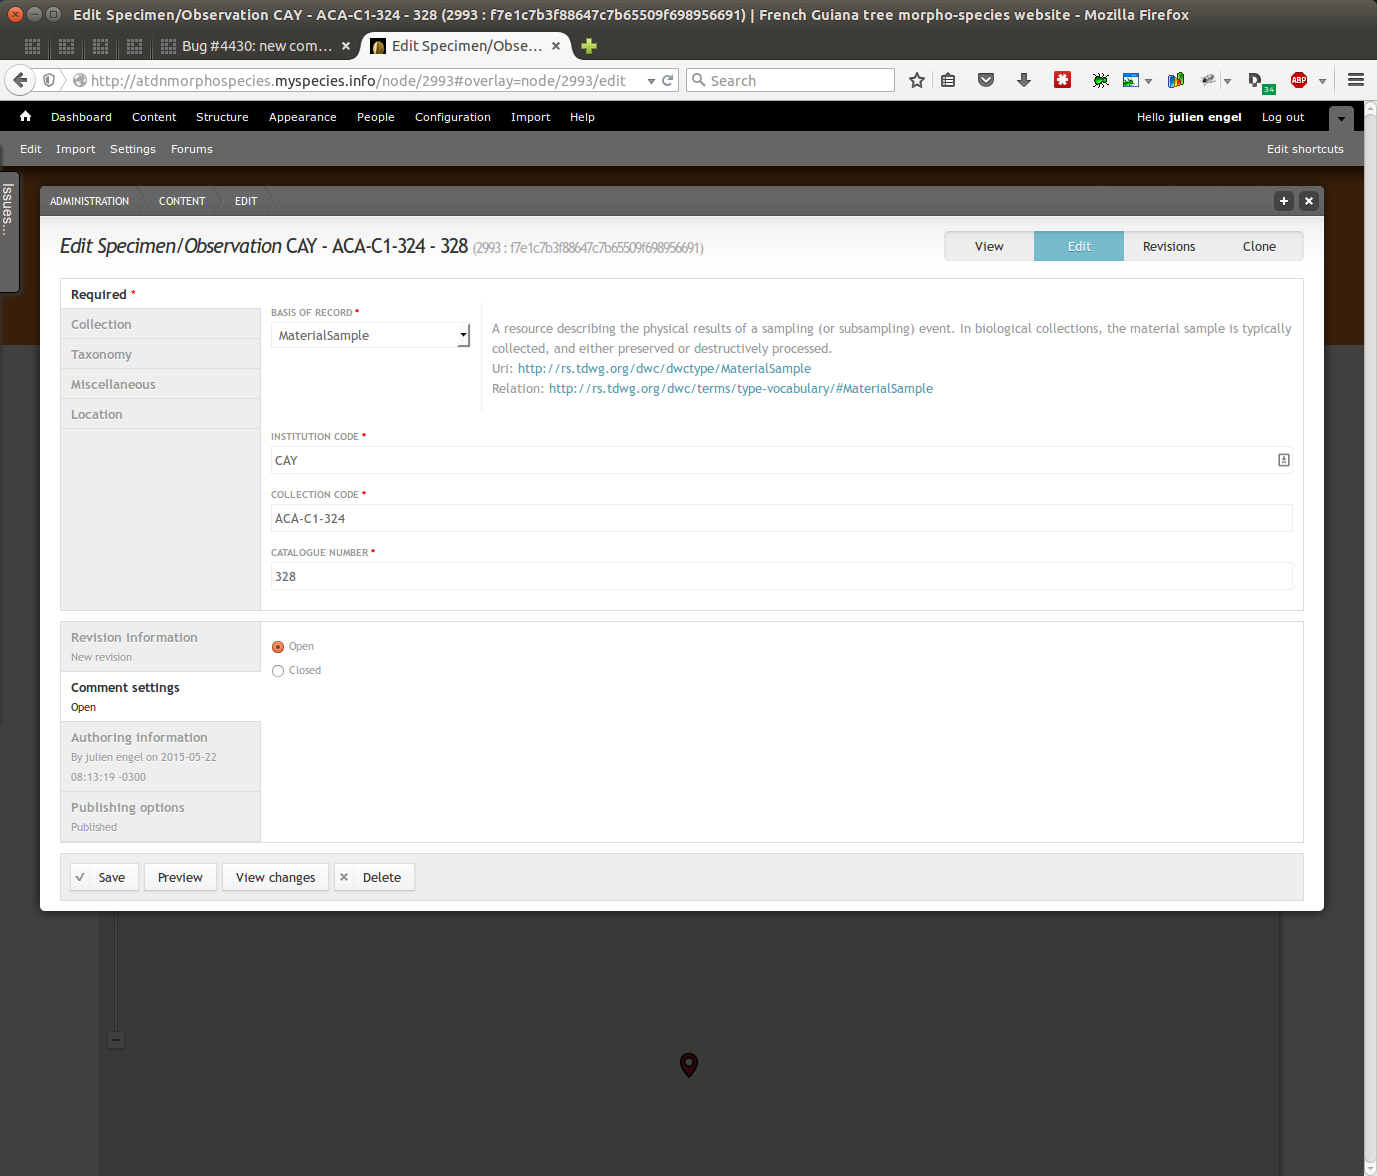 Edit Specimen/Observation CAY - ACA-C1-324 - 328 (2993 : f7e1c7b3f88647c7b65509f698956691) | French Guiana tree morpho-species website - Mozilla Firefox
Bug #4430: new com... Edit Specimen/Obse...
http://atdnmorphospecies.myspecies.info/node/2993#overlay=node/2993/edit Search 34 ABP
Dashboard Content Structure Appearance People Configuration Import Help Hello julien engel Log out
Edit Import Settings Forums Edit shortcuts
Issues...
ADMINISTRATION CONTENT EDIT
Edit Specimen/Observation CAY - ACA-C1-324 - 328 (2993 : f7e1c7b3f88647c7b65509f698956691) View Edit Revisions Clone
Required *
Collection
Taxonomy
Miscellaneous
Location
BASIS OF RECORD *
MaterialSample
A resource describing the physical results of a sampling (or subsampling) event. In biological collections, the material sample is typically
collected, and either preserved or destructively processed.
Uri: http://rs.tdwg.org/dwc/dwctype/MaterialSample
Relation: http://rs.tdwg.org/dwc/terms/type-vocabulary/#MaterialSample
INSTITUTION CODE *
CAY
COLLECTION CODE *
ACA-C1-324
CATALOGUE NUMBER *
328
Revision information
New revision
Comment settings
Open
Authoring information
By julien engel on 2015-05-22
08:13:19 -0300
Publishing options
Published
Open
Closed
Save Preview View changes Delete